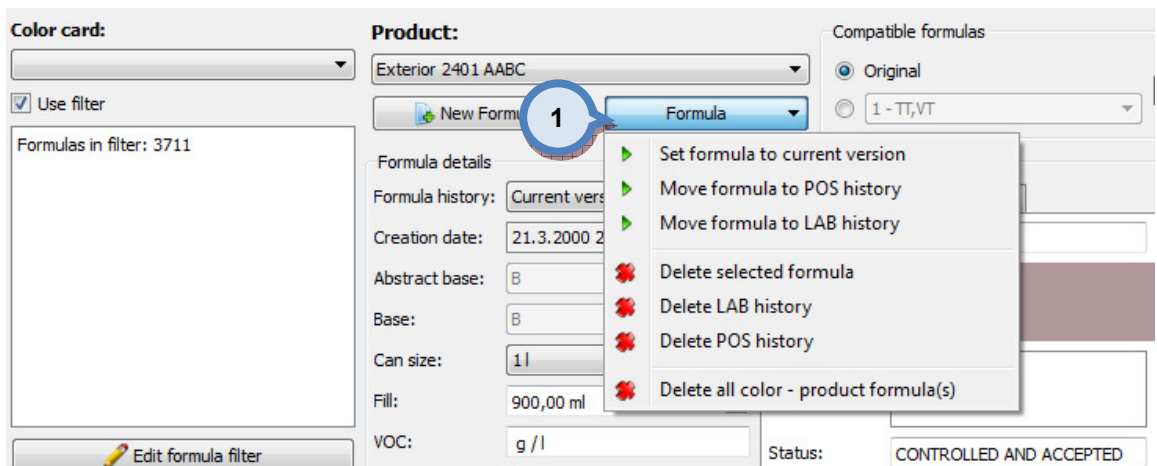 Color card:
Use filter
Formulas in filter: 3711
Edit formula filter
Product:
Exterior 2401 AABC
New Formu
1
Formula
Compatible formulas
Original
1 - TT,VT
Set formula to current version
Move formula to POS history
Move formula to LAB history
Delete selected formula
Delete LAB history
Delete POS history
Delete all color - product formula(s)
Formula details
Formula history: Current vers
Creation date: 21.3.2000 2
Abstract base: B
Base: B
Can size: 1 l
Fill: 900,00 ml
VOC: g / l
Status: CONTROLLED AND ACCEPTED